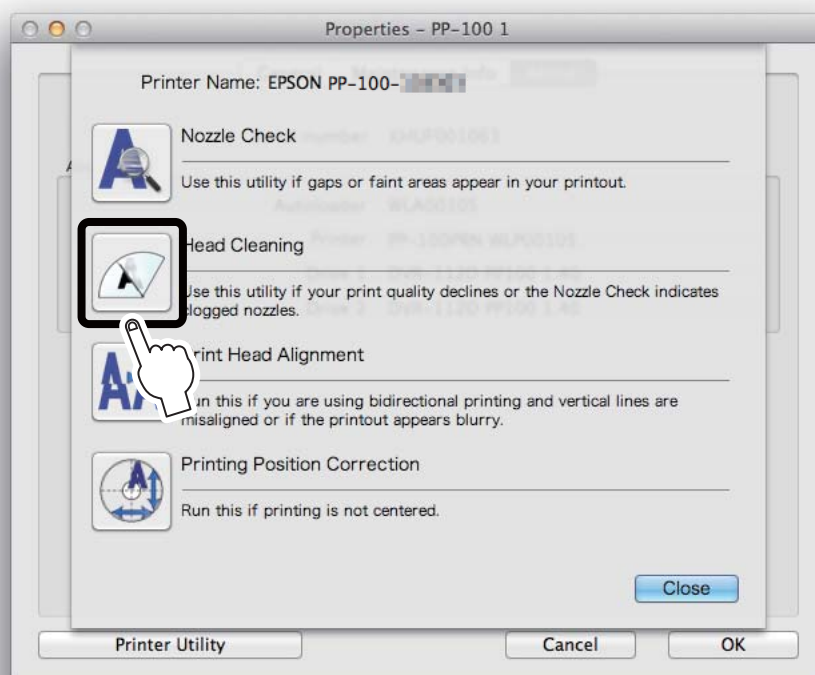 Properties – PP-100 1
Printer Name: EPSON PP-100-
Nozzle Check
Use this utility if gaps or faint areas appear in your printout.
Head Cleaning
Use this utility if your print quality declines or the Nozzle Check indicates
clogged nozzles.
Print Head Alignment
Run this if you are using bidirectional printing and vertical lines are
misaligned or if the printout appears blurry.
Printing Position Correction
Run this if printing is not centered.
Close
Printer Utility
Cancel
OK